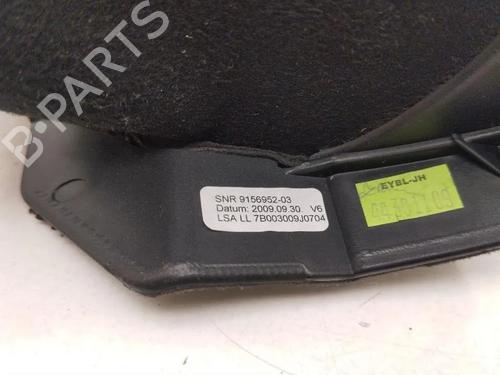 B-PARTS
SNR 9156952-03
Datum: 2009.09.30 V6
LSA LL 7B003009J0704
EYBL-JH